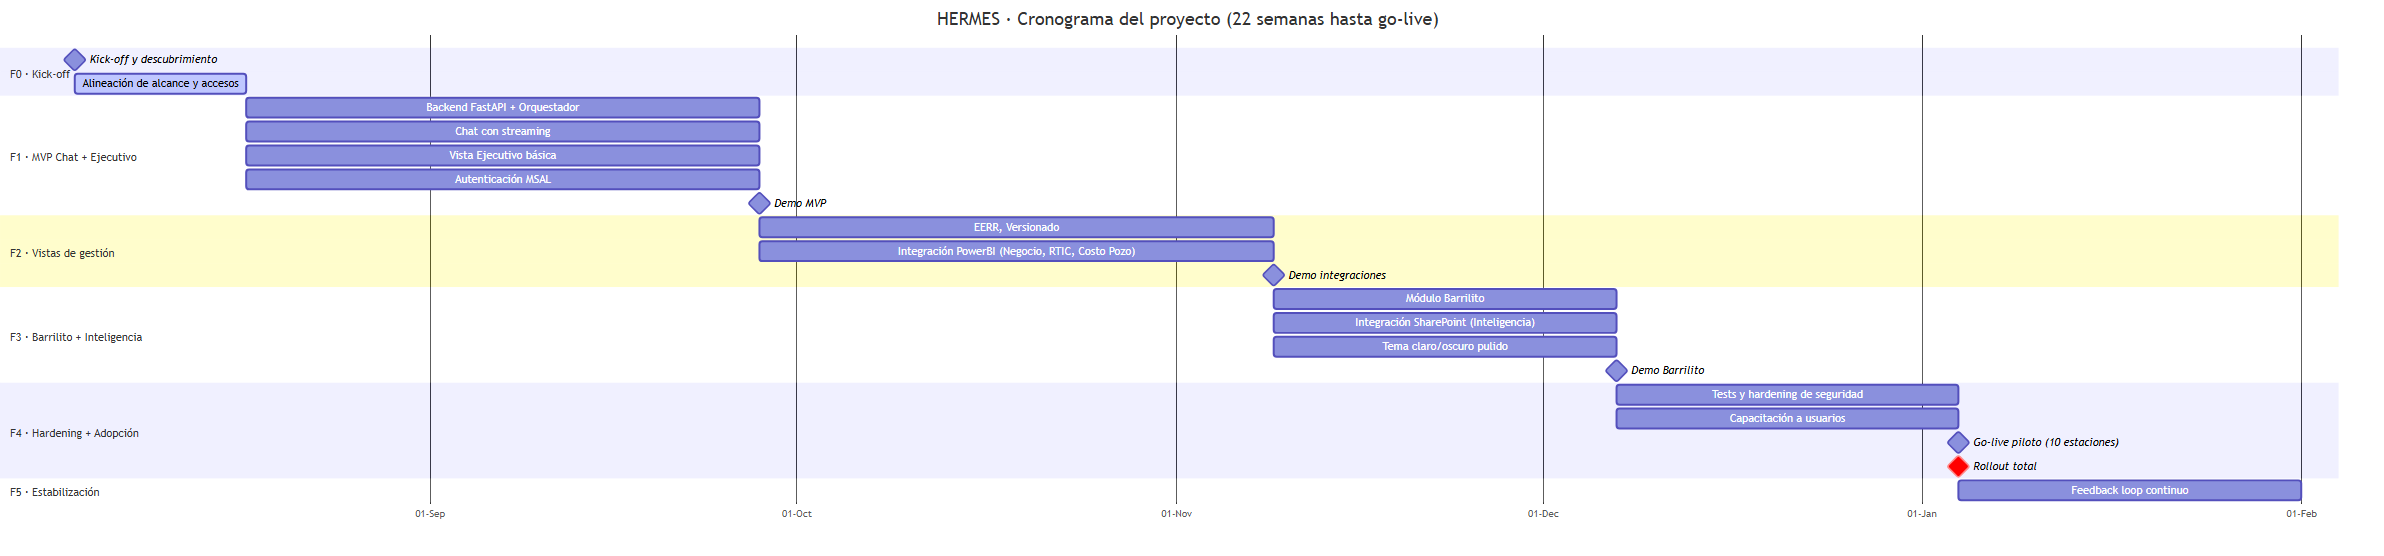 HERMES · Cronograma del proyecto (22 semanas hasta go-live)
F0 · Kick-off
Kick-off y descubrimiento
Alineación de alcance y accesos
F1 · MVP Chat + Ejecutivo
Backend FastAPI + Orquestador
Chat con streaming
Vista Ejecutivo básica
Autenticación MSAL
Demo MVP
F2 · Vistas de gestión
EERR, Versionado
Integración PowerBI (Negocio, RTIC, Costo Pozo)
Demo integraciones
F3 · Barrilito + Inteligencia
Módulo Barrilito
Integración SharePoint (Inteligencia)
Tema claro/oscuro pulido
Demo Barrilito
F4 · Hardening + Adopción
Tests y hardening de seguridad
Capacitación a usuarios
Go-live piloto (10 estaciones)
Rollout total
F5 · Estabilización
Feedback loop continuo
01-Sep
01-Oct
01-Nov
01-Dec
01-Jan
01-Feb